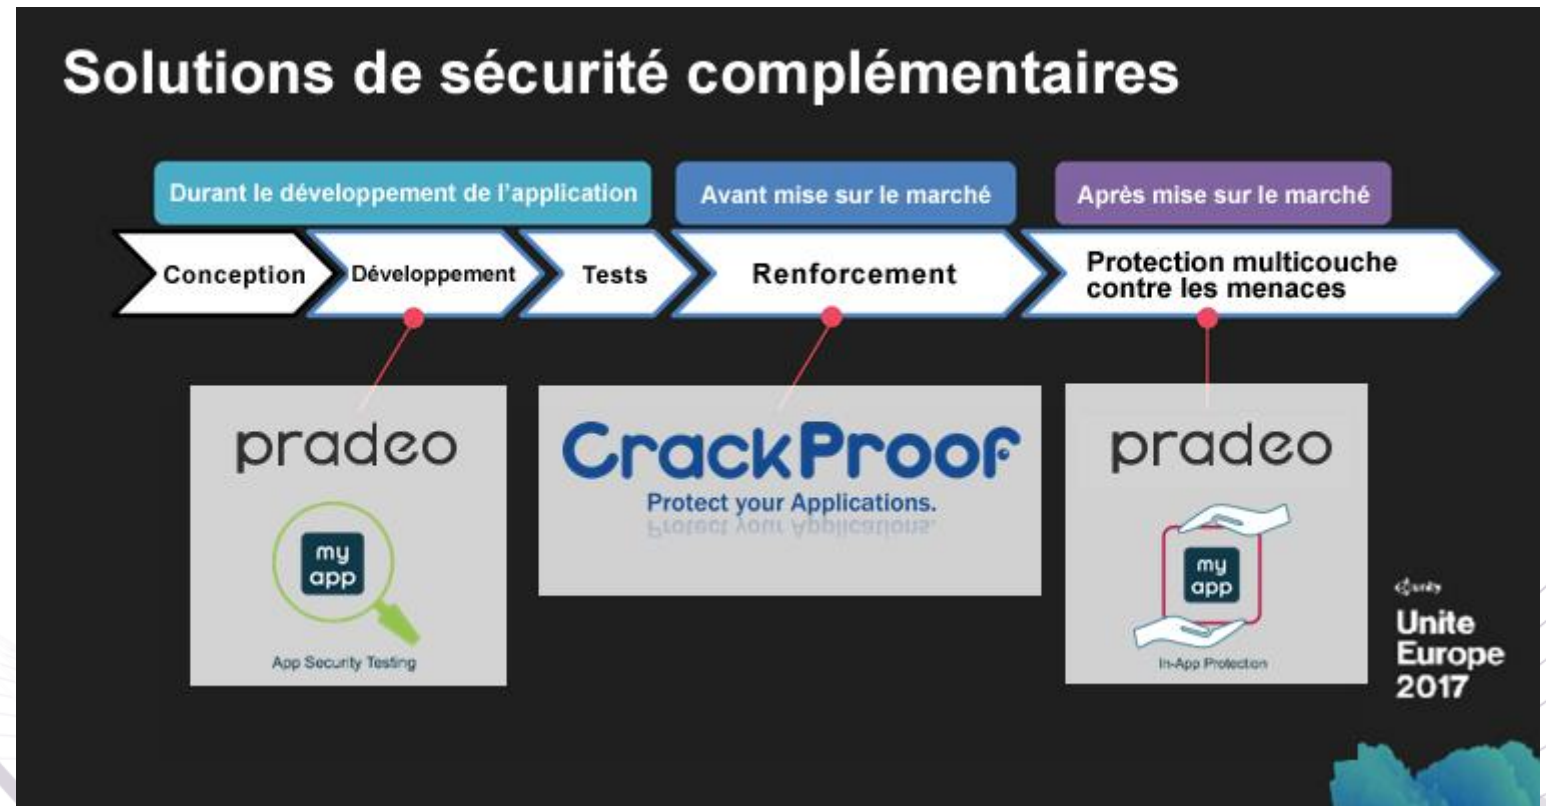 Solutions de sécurité complémentaires
Durant le développement de l'application
Avant mise sur le marché
Après mise sur le marché
Conception
Développement
Tests
Renforcement
Protection multicouche
contre les menaces
pradeo
my
app
App Security Testing
CrackProof
Protect your Applications.
pradeo
my
app
In-App Protection
unity
Unite
Europe
2017